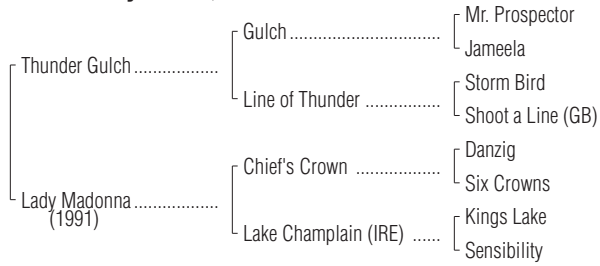 Mr. Prospector
Gulch ....................................
Jameela
Thunder Gulch ..................
Storm Bird
Line of Thunder ................
Shoot a Line (GB)
Danzig
Chief's Crown ..................
Six Crowns
Lady Madonna ..................
(1991)
Kings Lake
Lake Champlain (IRE) ......
Sensibility